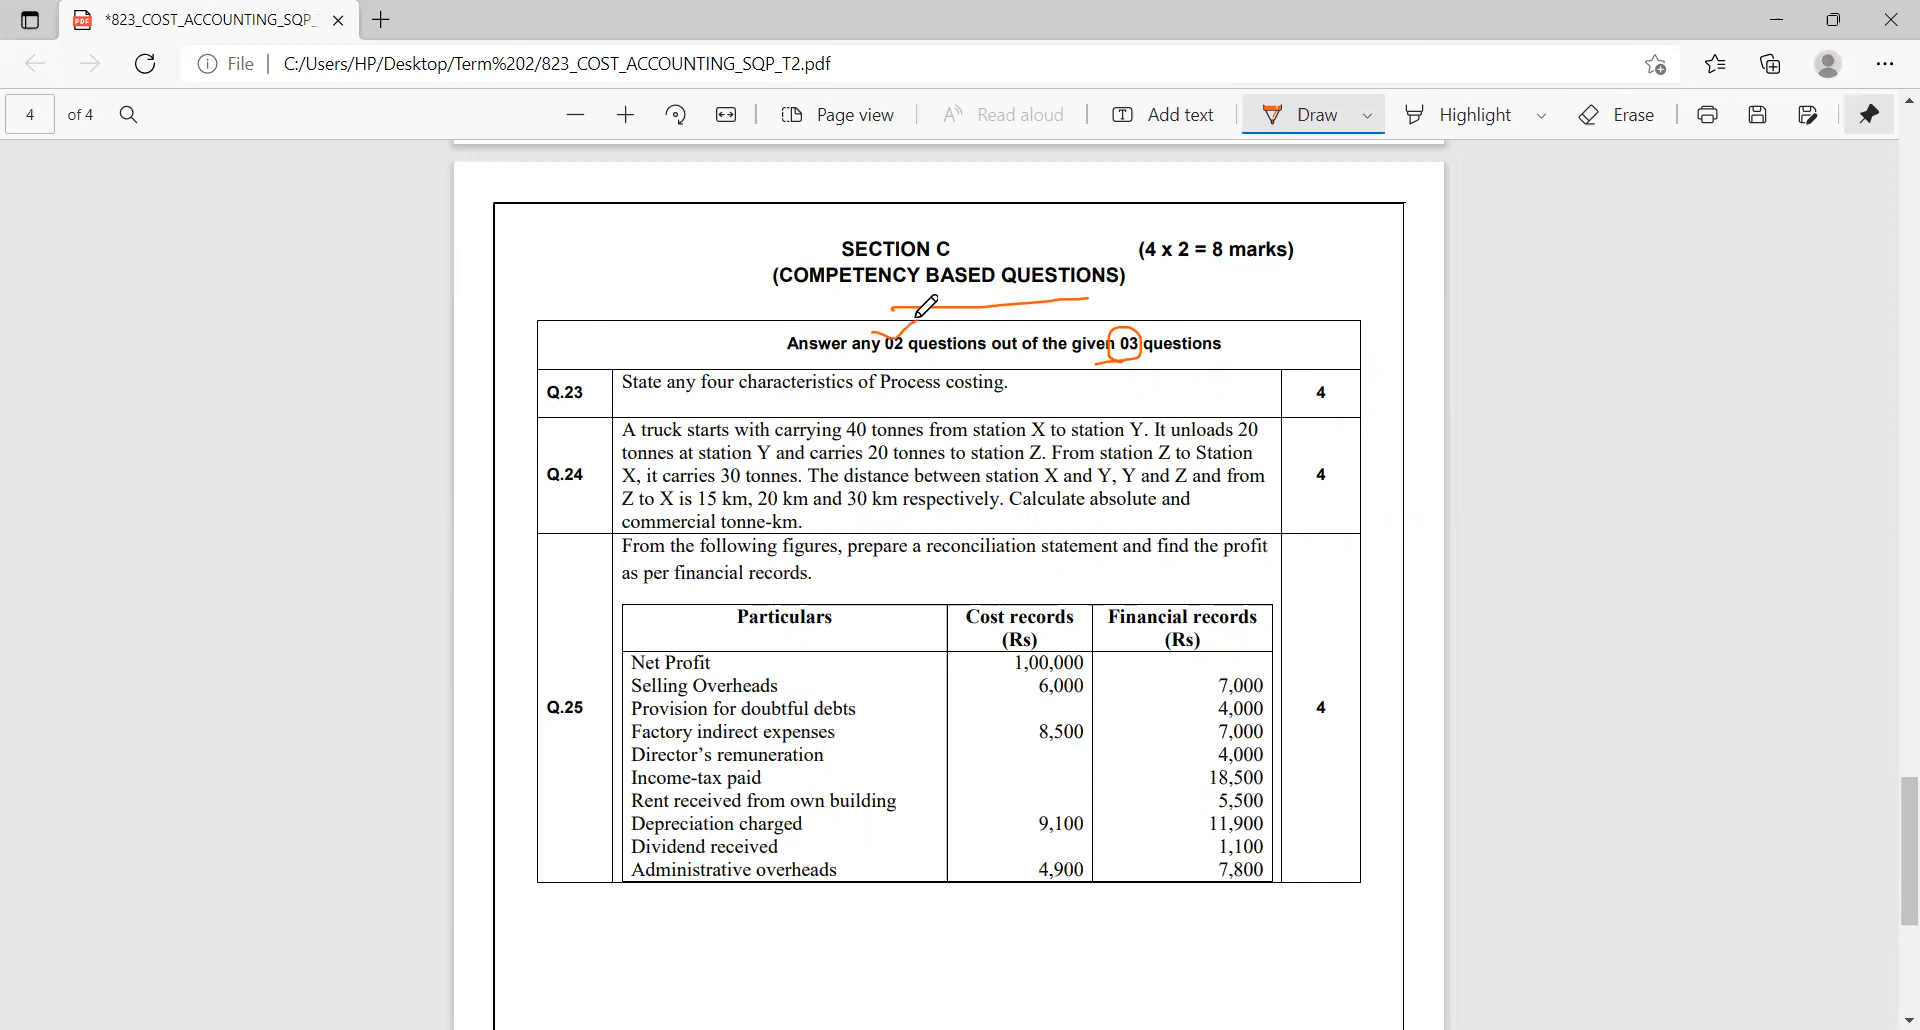 *823_COST_ACCOUNTING_SQP_
File
C:/Users/HP/Desktop/Term%202/823_COST_ACCOUNTING_SQP_T2.pdf
4 of 4
Page view
Read aloud
Add text
Draw
Highlight
Erase
SECTION C (4 x 2 = 8 marks)
(COMPETENCY BASED QUESTIONS)
Answer any 02 questions out of the given 03 questions
Q.23 State any four characteristics of Process costing. 4
A truck starts with carrying 40 tonnes from station X to station Y. It unloads 20
tonnes at station Y and carries 20 tonnes to station Z. From station Z to Station
Q.24 X, it carries 30 tonnes. The distance between station X and Y, Y and Z and from 4
Z to X is 15 km, 20 km and 30 km respectively. Calculate absolute and
commercial tonne-km.
From the following figures, prepare a reconciliation statement and find the profit
as per financial records.
Particulars Cost records Financial records
(Rs) (Rs)
Net Profit 1,00,000
Selling Overheads 6,000 7,000
Q.25 Provision for doubtful debts 4,000 4
Factory indirect expenses 8,500 7,000
Director's remuneration 4,000
Income-tax paid 18,500
Rent received from own building 5,500
Depreciation charged 9,100 11,900
Dividend received 1,100
Administrative overheads 4,900 7,800